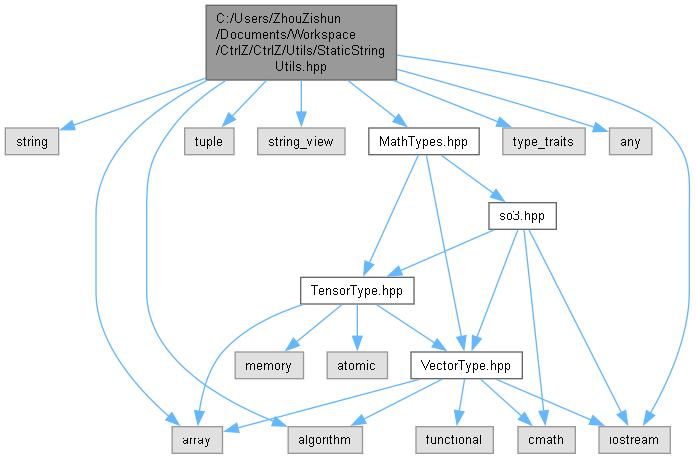 C:/Users/ZhouZishun
/Documents/Workspace
/CtrlZ/CtrlZ/Utils/StaticString
Utils.hpp
string
tuple
string_view
MathTypes.hpp
type_traits
any
so3.hpp
TensorType.hpp
memory
atomic
VectorType.hpp
array
algorithm
functional
cmath
iostream